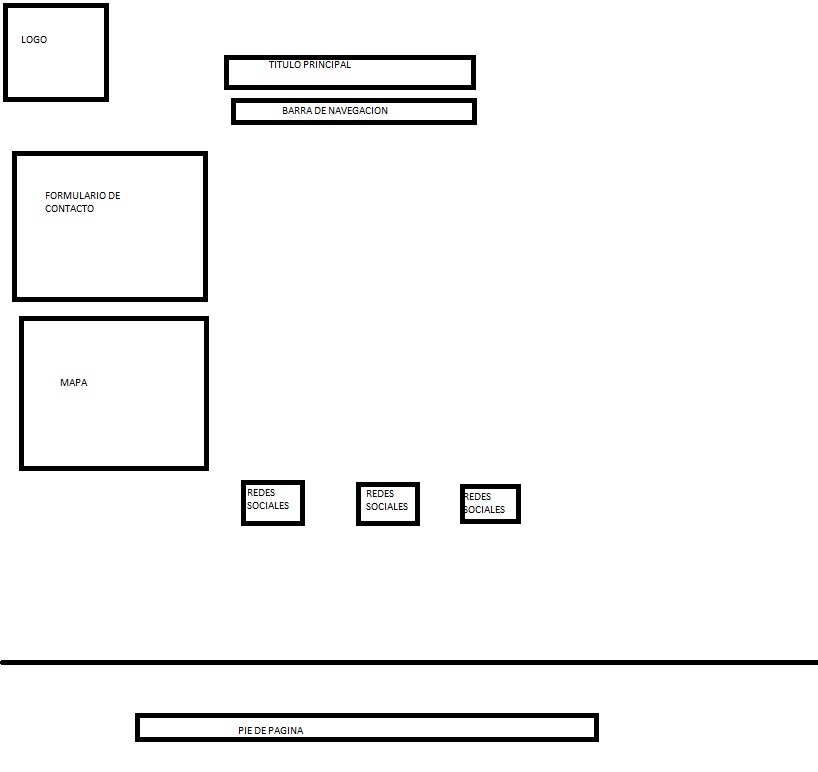 LOGO
TITULO PRINCIPAL
BARRA DE NAVEGACION
FORMULARIO DE
CONTACTO
MAPA
REDES
SOCIALES
REDES
SOCIALES
REDES
SOCIALES
PIE DE PAGINA